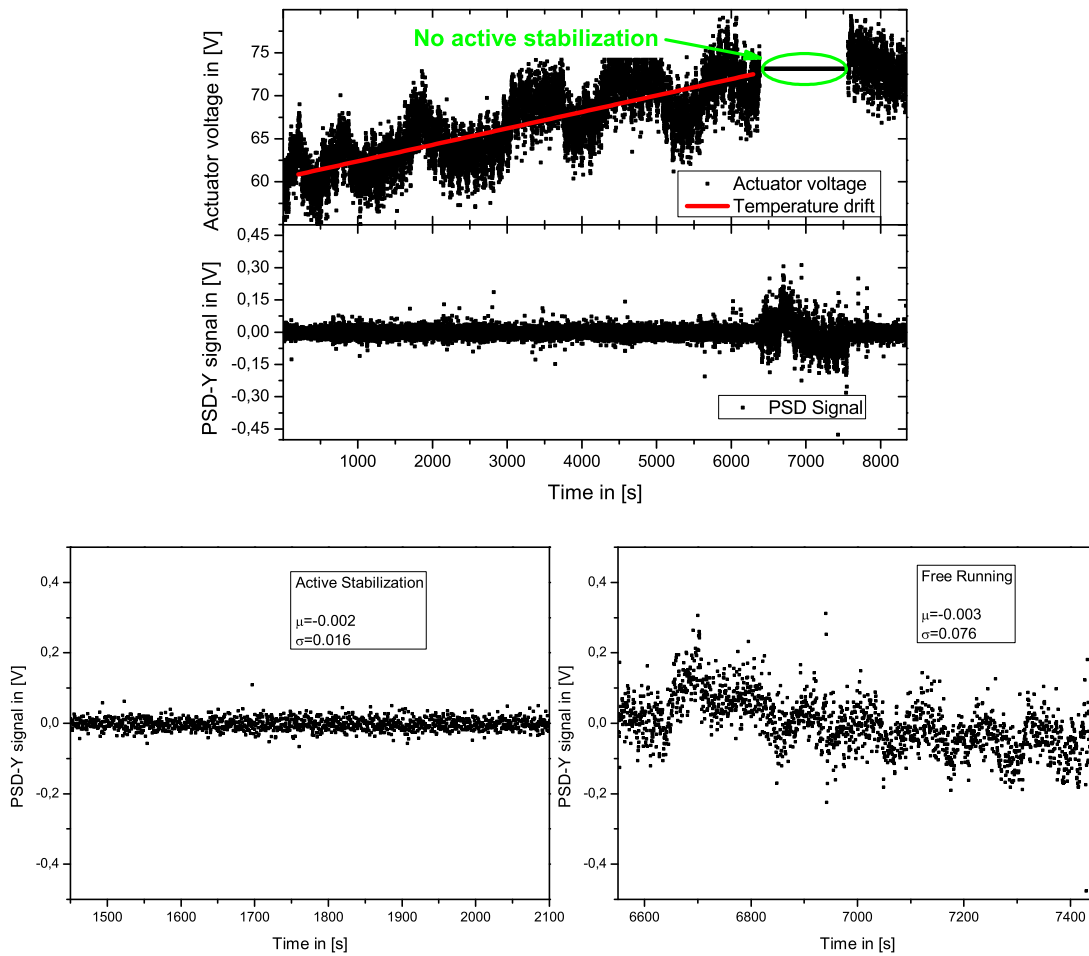 No active stabilization
75
70
65
60
Actuator voltage in [V]
Actuator voltage
Temperature drift
0,45
0,30
0,15
0,00
-0,15
-0,30
-0,45
PSD-Y signal in [V]
PSD Signal
1000 2000 3000 4000 5000 6000 7000 8000
Time in [s]
0,4
0,2
0,0
-0,2
-0,4
PSD-Y signal in [V]
Active Stabilization
μ=-0.002
σ=0.016
1500 1600 1700 1800 1900 2000 2100
Time in [s]
0,4
0,2
0,0
-0,2
-0,4
PSD-Y signal in [V]
Free Running
μ=-0.003
σ=0.076
6600 6800 7000 7200 7400
Time in [s]